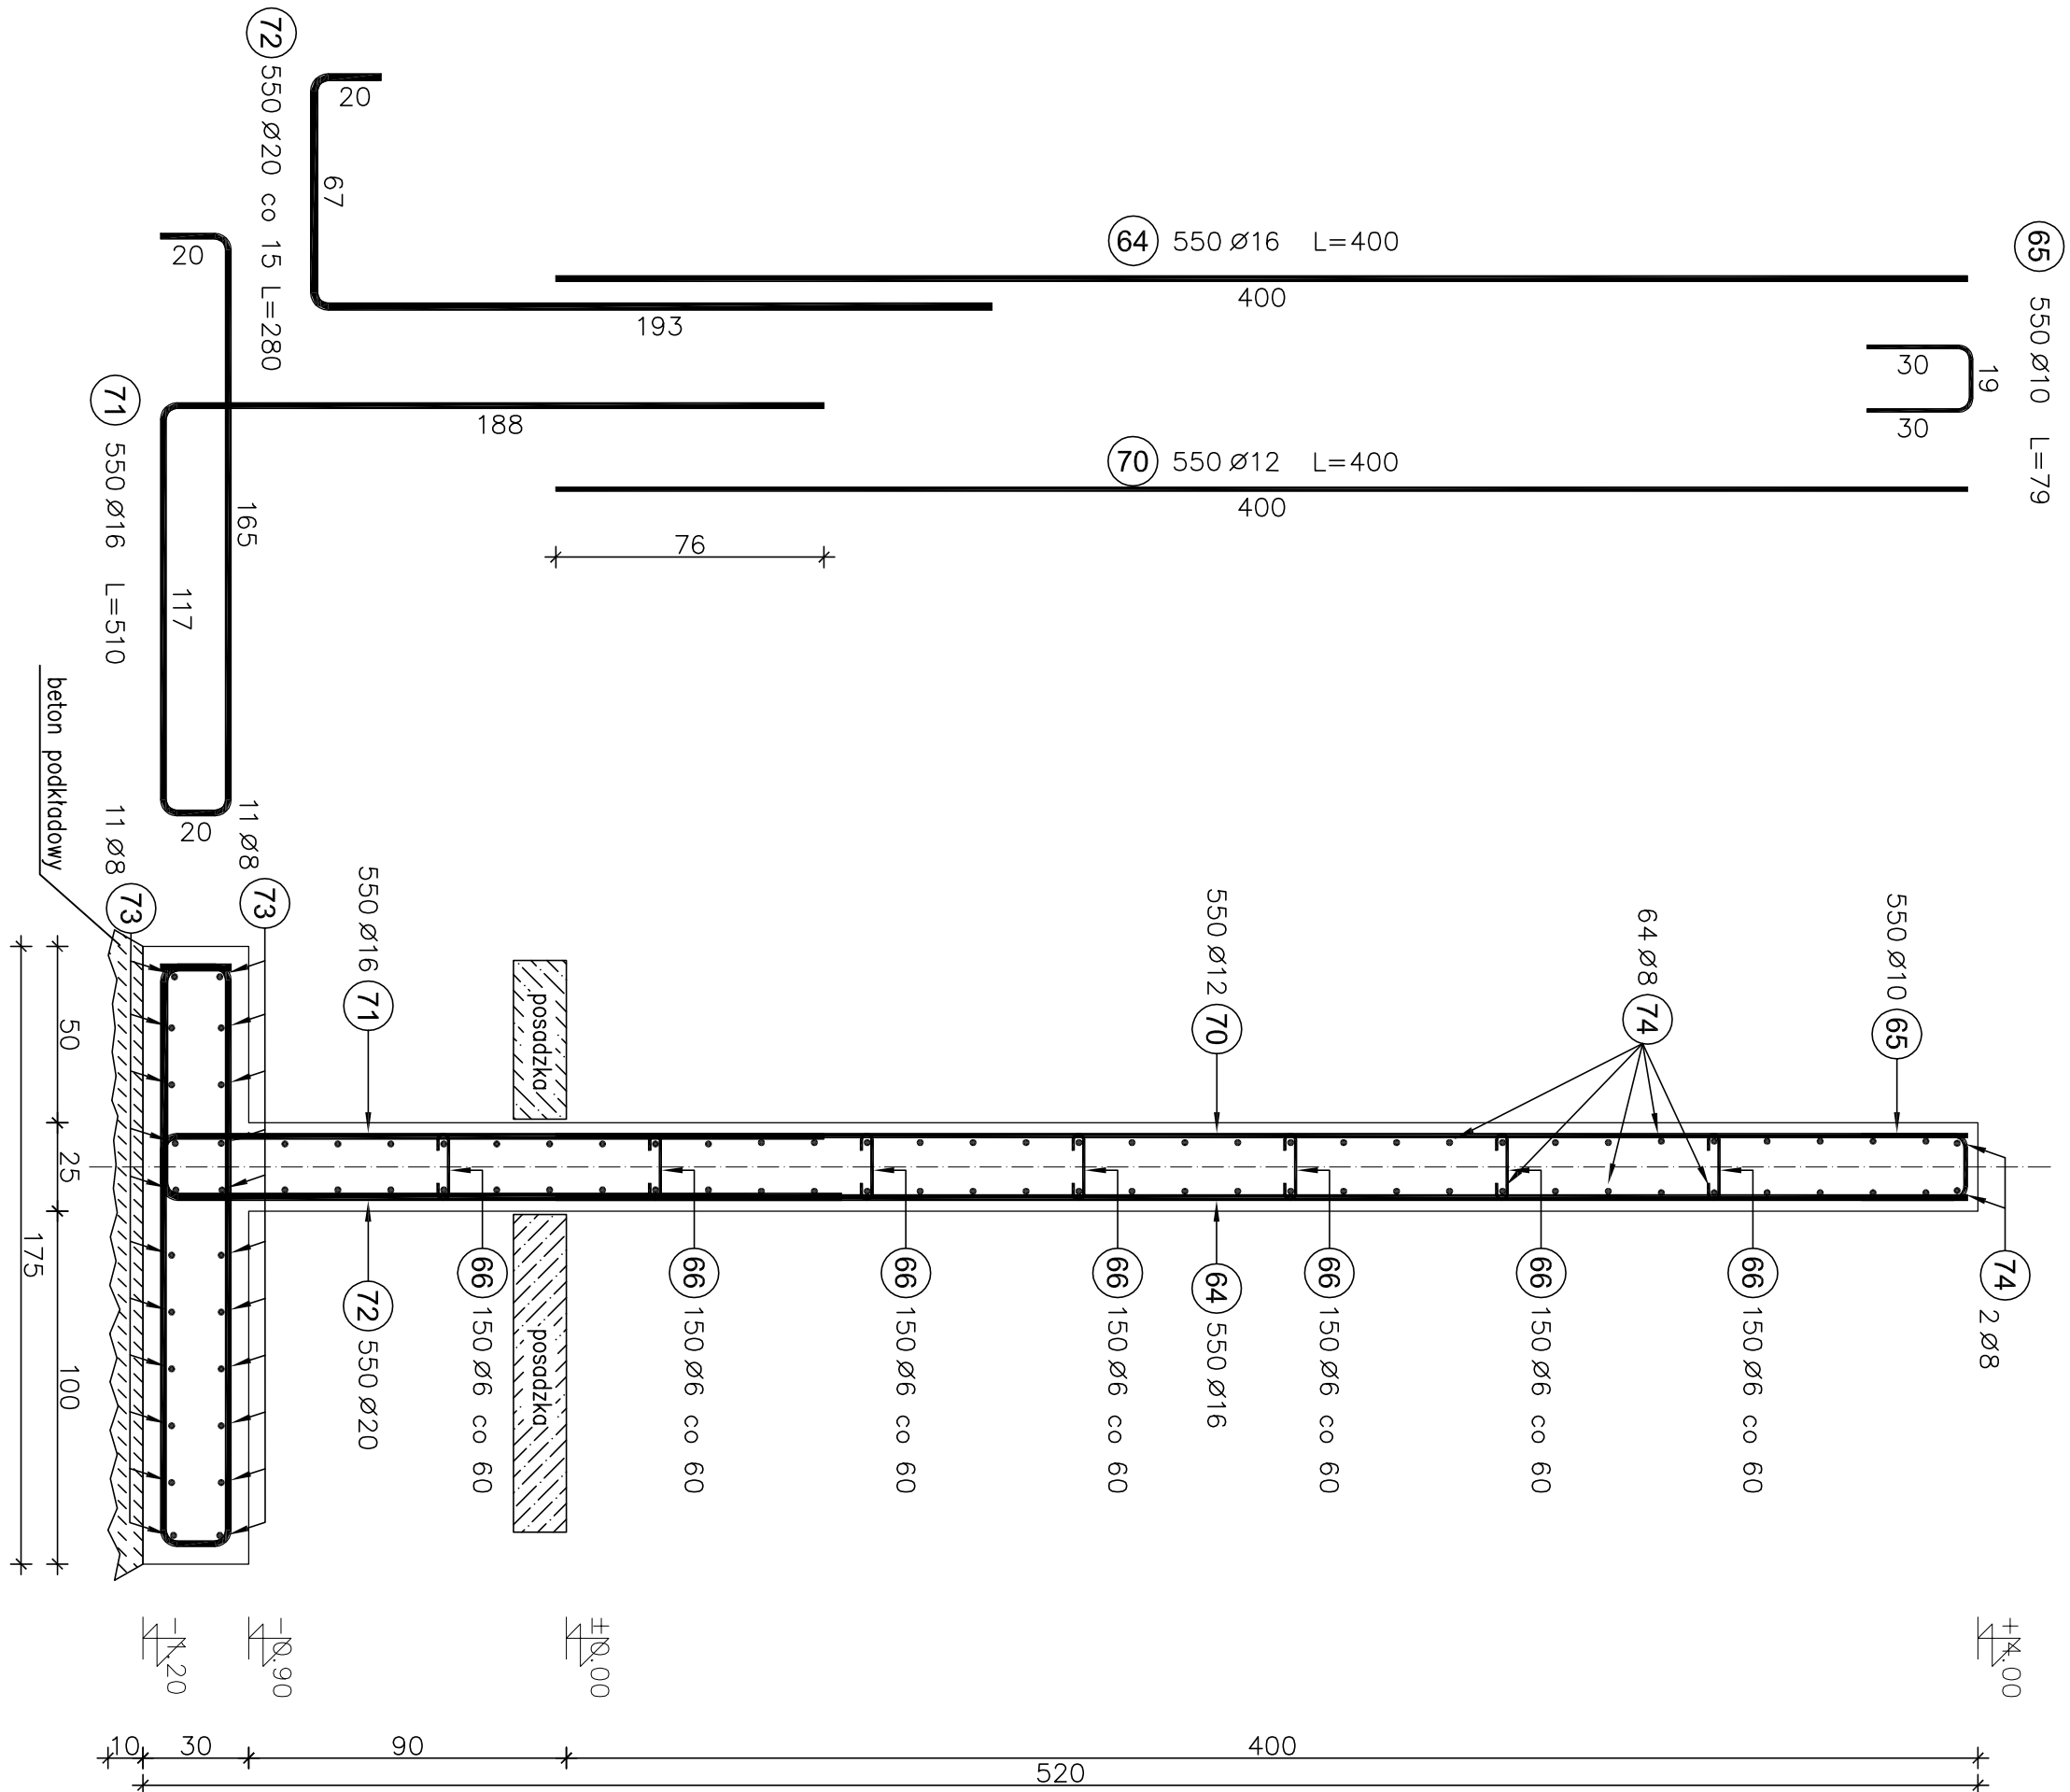 72
550 Ø20 co 15 L=280
20
67
193
64
550 Ø16 L=400
400
65
550 Ø10 L=79
30
19
30
20
188
165
117
20
71
550 Ø16 L=510
70
550 Ø12 L=400
400
76
beton podkładowy
11 Ø8
73
11 Ø8
73
550 Ø16
71
550 Ø12
70
64 Ø8
74
550 Ø10
65
posadzka
posadzka
72
550 Ø20
66
150 Ø6 co 60
66
150 Ø6 co 60
66
150 Ø6 co 60
66
150 Ø6 co 60
64
550 Ø16
66
150 Ø6 co 60
66
150 Ø6 co 60
66
150 Ø6 co 60
74
2 Ø8
50
25
100
175
-1.20
-0.90
±0.00
+4.00
10
30
90
400
520